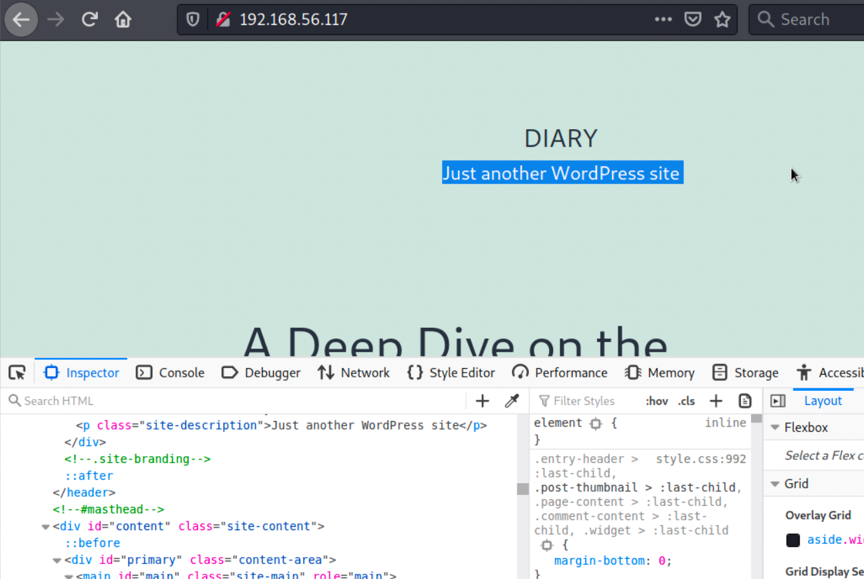 192.168.56.117
Search
DIARY
Just another WordPress site
A Deep Dive on the
Inspector Console Debugger Network Style Editor Performance Memory Storage Accessib
Search HTML
<p class="site-description">Just another WordPress site</p>
</div>
<!--.site-branding-->
::after
</header>
<!--#masthead-->
<div id="content" class="site-content">
::before
<div id="primary" class="content-area">
<main id="main" class="site-main" role="main">
Filter Styles :hov .cls
element { inline
}
.entry-header > style.css:992
:last-child,
.post-thumbnail > :last-child,
.page-content > :last-child,
.comment-content > :last-
child, .widget > :last-child
{
margin-bottom: 0;
}
Layout
Flexbox
Select a Flex c
Grid
Overlay Grid
aside.wi
Grid Display Se